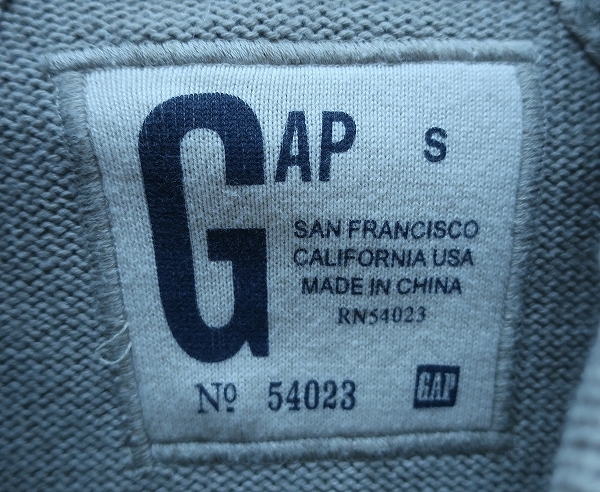 GAP S
SAN FRANCISCO
CALIFORNIA USA
MADE IN CHINA
RN54023
Nº 54023 GAP